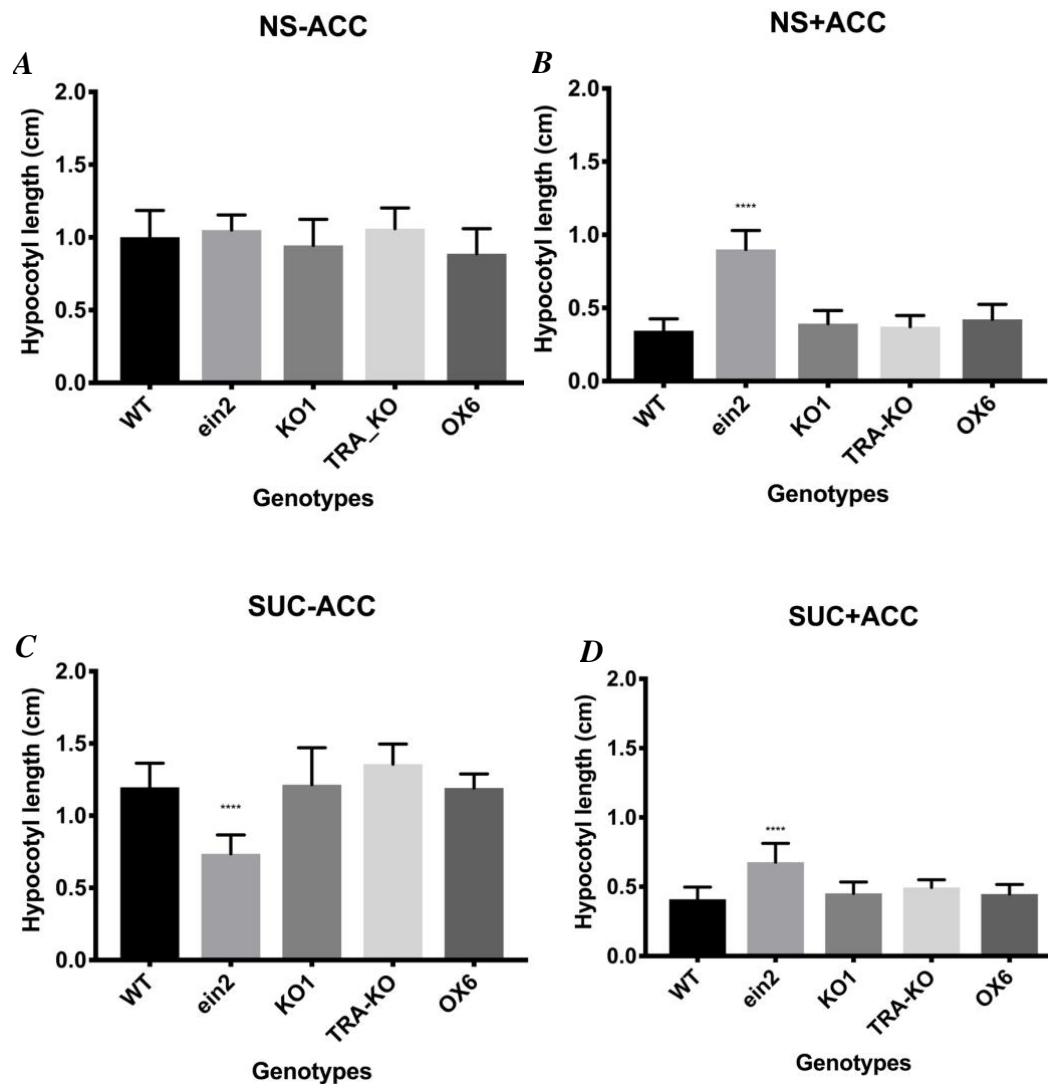 NS-ACC
A
Hypocotyl length (cm)
2.0
1.5
1.0
0.5
0.0
WT
ein2
KO1
TRA_KO
OX6
Genotypes
NS+ACC
B
Hypocotyl length (cm)
2.0
1.5
1.0
0.5
0.0
****
WT
ein2
KO1
TRA-KO
OX6
Genotypes
SUC-ACC
C
Hypocotyl length (cm)
2.0
1.5
1.0
0.5
0.0
****
WT
ein2
KO1
TRA-KO
OX6
Genotypes
SUC+ACC
D
Hypocotyl length (cm)
2.0
1.5
1.0
0.5
0.0
****
WT
ein2
KO1
TRA-KO
OX6
Genotypes